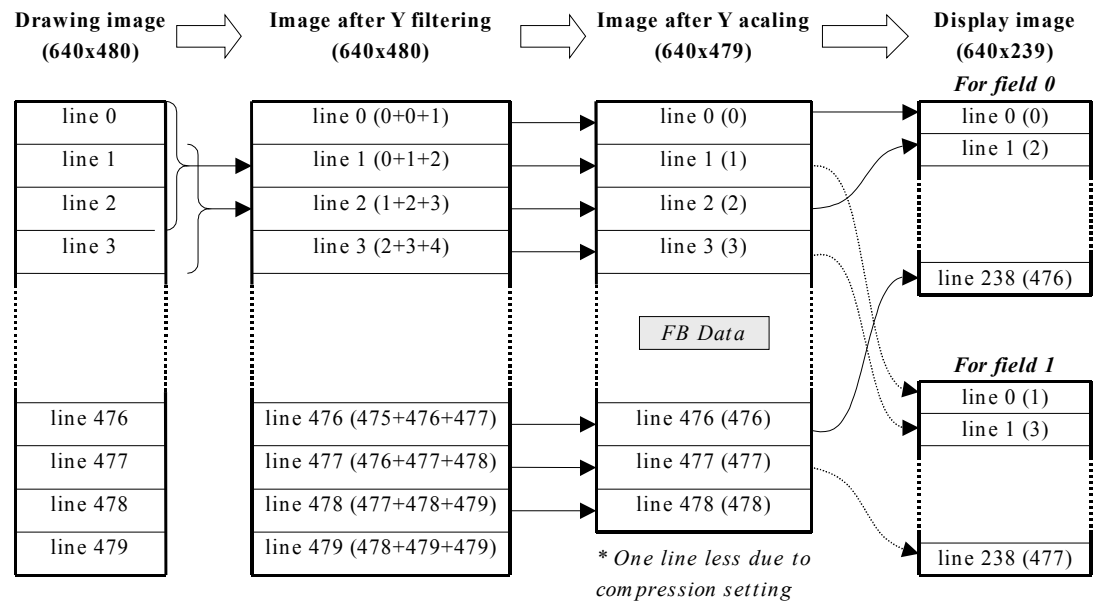 Drawing image
(640x480)
Image after Y filtering
(640x480)
Image after Y acaling
(640x479)
Display image
(640x239)
line 0
line 1
line 2
line 3
line 476
line 477
line 478
line 479
line 0 (0+0+1)
line 1 (0+1+2)
line 2 (1+2+3)
line 3 (2+3+4)
line 476 (475+476+477)
line 477 (476+477+478)
line 478 (477+478+479)
line 479 (478+479+479)
line 0 (0)
line 1 (1)
line 2 (2)
line 3 (3)
FB Data
line 476 (476)
line 477 (477)
line 478 (478)
* One line less due to
compression setting
For field 0
line 0 (0)
line 1 (2)
line 238 (476)
For field 1
line 0 (1)
line 1 (3)
line 238 (477)